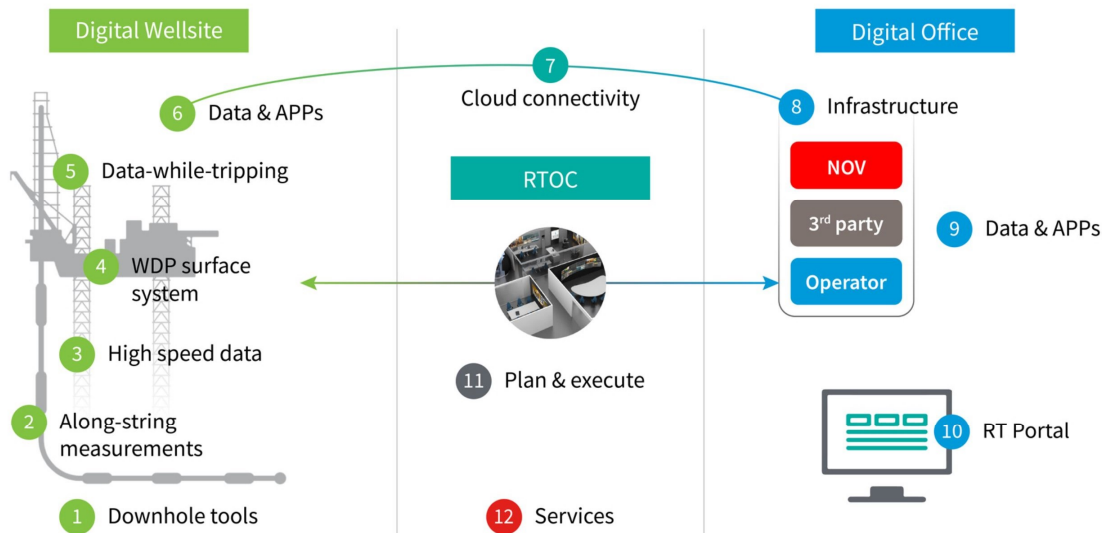 Digital Wellsite
6 Data & APPs
5 Data-while-tripping
4 WDP surface
system
3 High speed data
2 Along-string
measurements
1 Downhole tools
7
Cloud connectivity
RTOC
11 Plan & execute
12 Services
Digital Office
8 Infrastructure
NOV
3rd party
Operator
9 Data & APPs
10 RT Portal